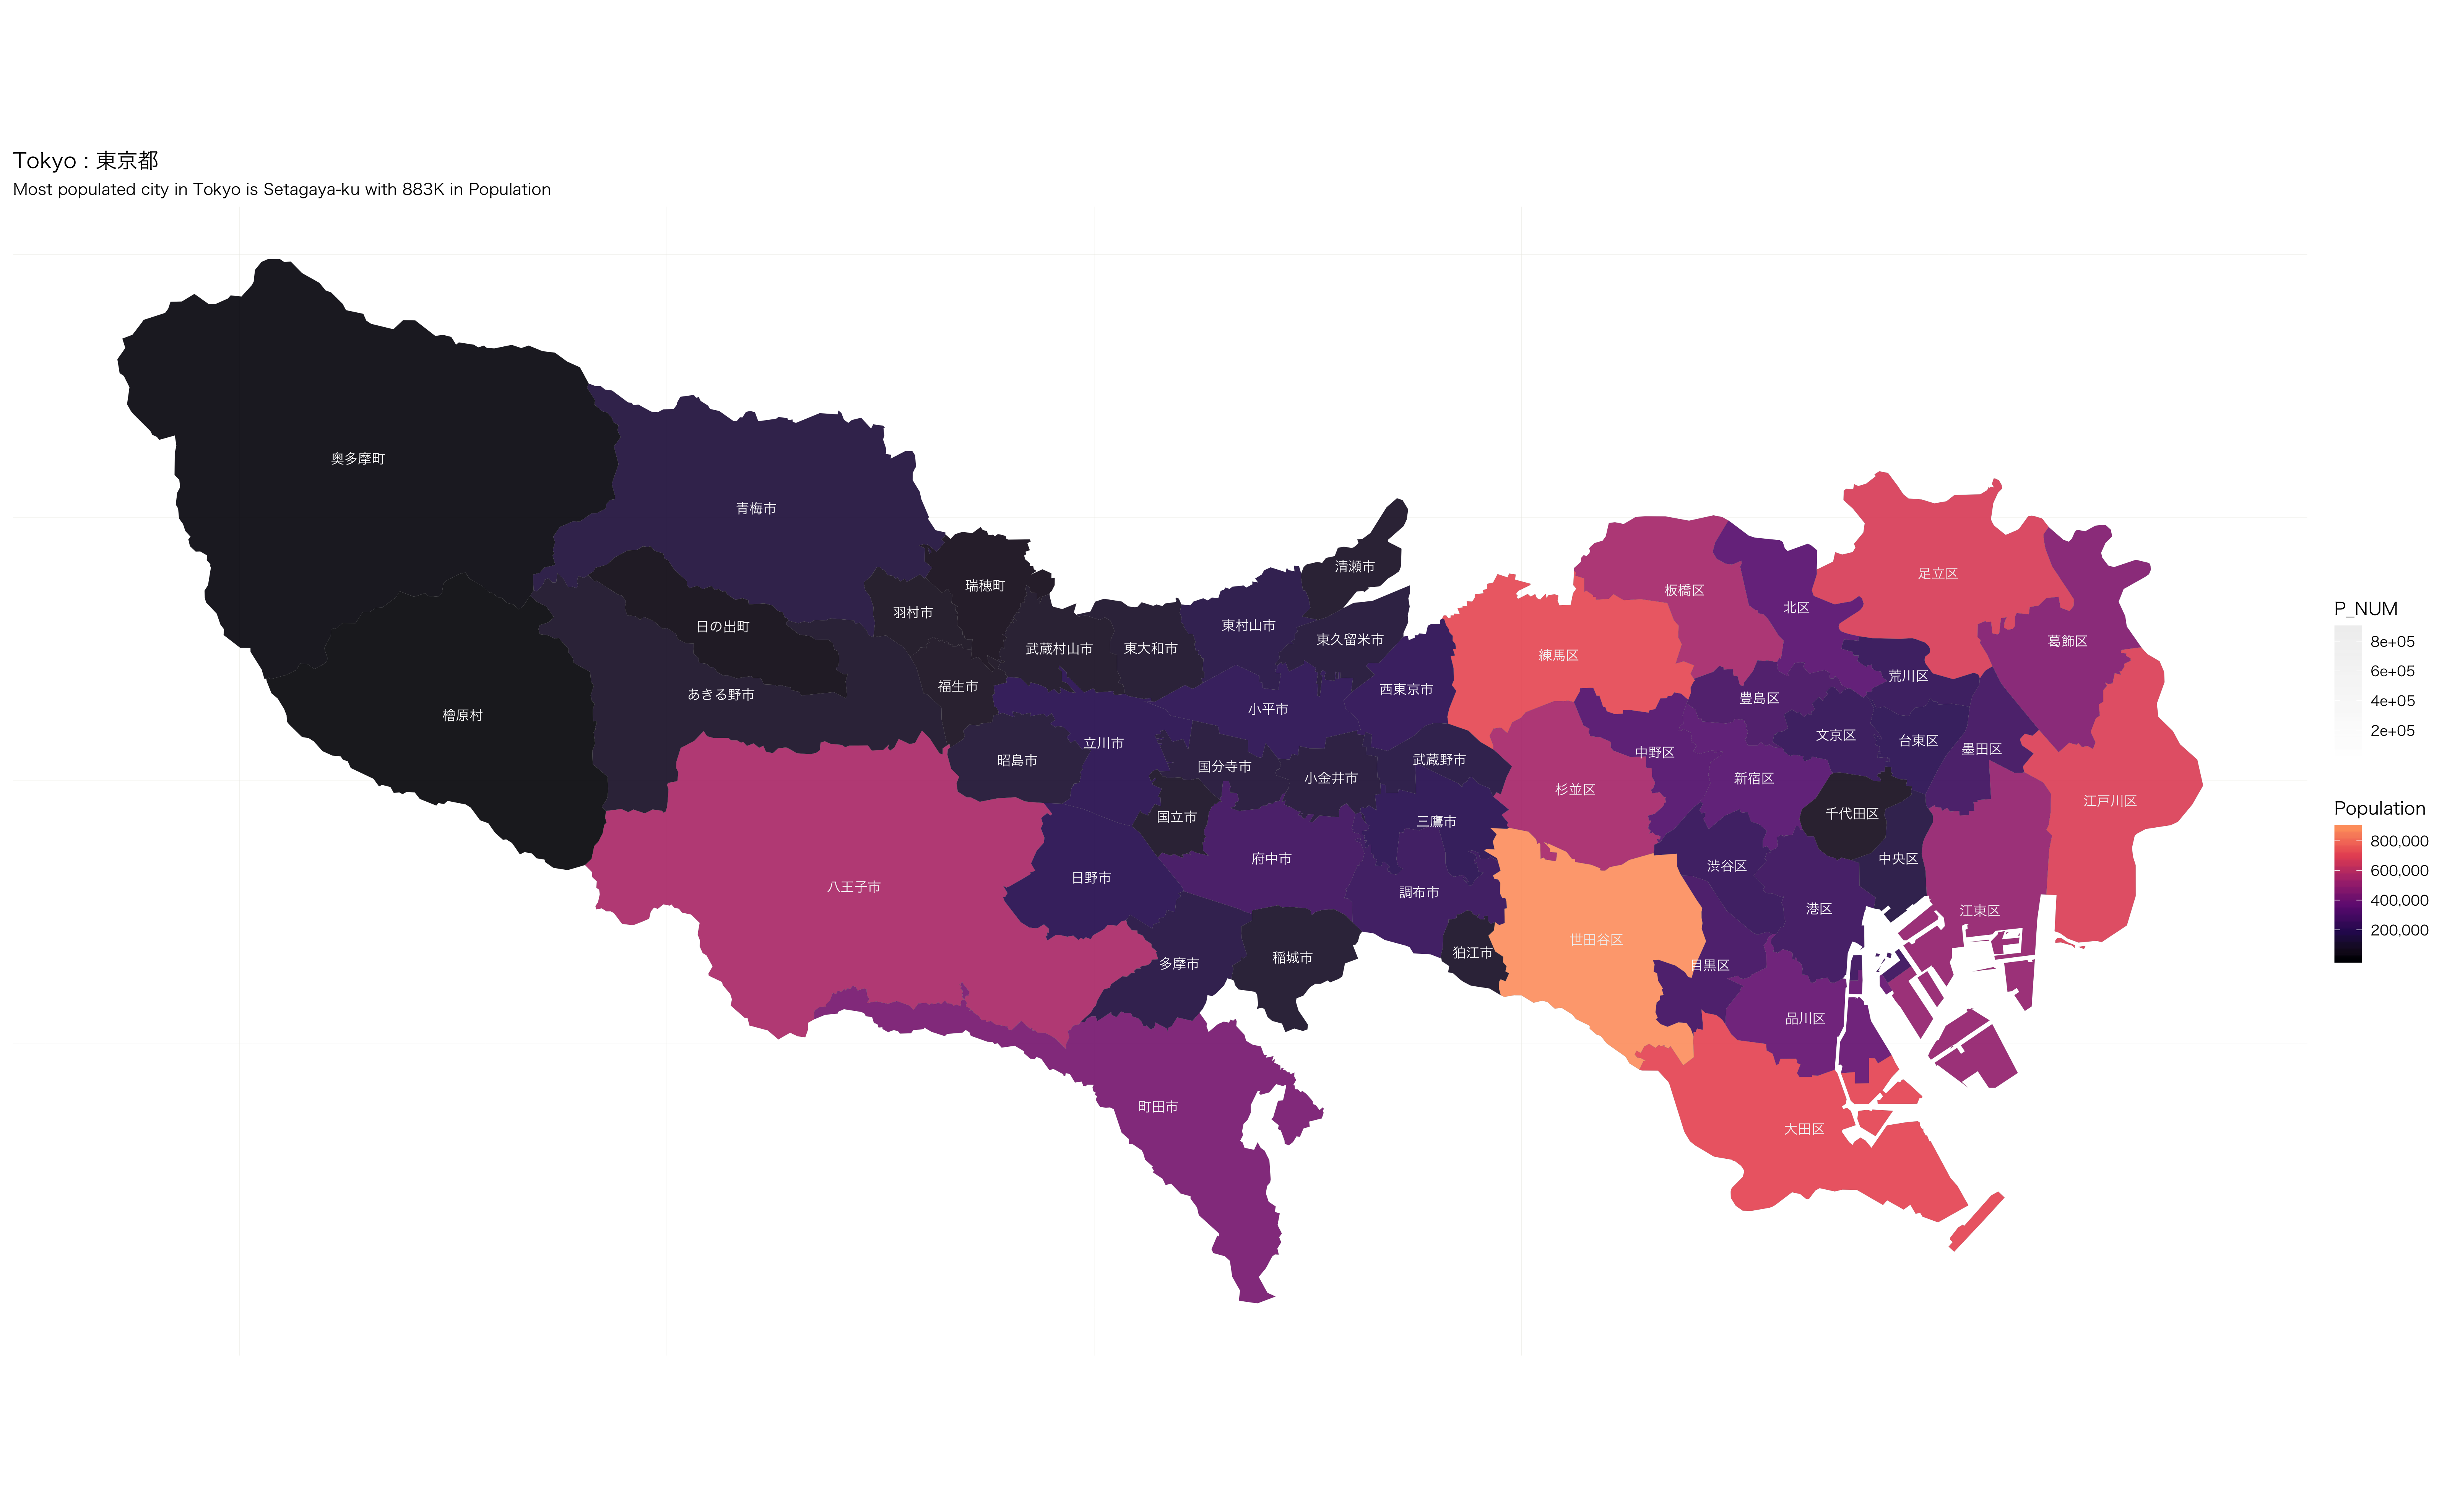 Tokyo : 東京都
Most populated city in Tokyo is Setagaya-ku with 883K in Population
奥多摩町
青梅市
清瀬市
足立区
瑞穂町
板橋区
北区
羽村市
日の出町
東村山市
東久留米市
葛飾区
武蔵村山市
東大和市
練馬区
荒川区
福生市
西東京市
あきる野市
豊島区
小平市
檜原村
文京区
台東区
立川市
墨田区
中野区
昭島市
武蔵野市
国分寺市
小金井市
新宿区
杉並区
江戸川区
千代田区
国立市
三鷹市
府中市
中央区
渋谷区
日野市
八王子市
調布市
港区
江東区
世田谷区
狛江市
稲城市
多摩市
目黒区
品川区
町田市
大田区
P_NUM
8e+05
6e+05
4e+05
2e+05
Population
800,000
600,000
400,000
200,000